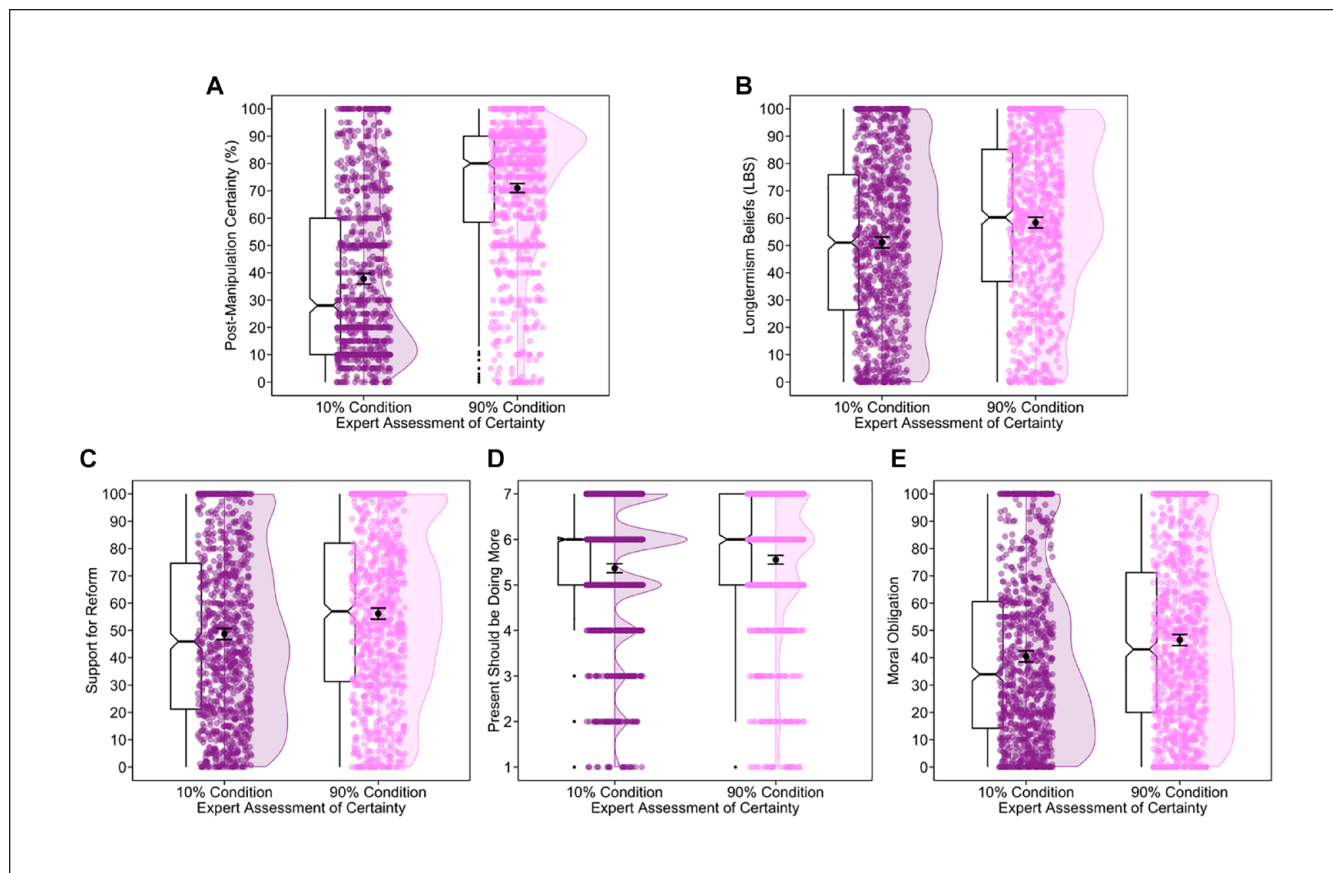 A
B
Post-Manipulation Certainty (%)
100
90
80
70
60
50
40
30
20
10
0
10% Condition
90% Condition
Expert Assessment of Certainty
Longtermism Beliefs (LBS)
100
90
80
70
60
50
40
30
20
10
0
10% Condition
90% Condition
Expert Assessment of Certainty
C
D
E
Support for Reform
100
90
80
70
60
50
40
30
20
10
0
10% Condition
90% Condition
Expert Assessment of Certainty
Present Should be Doing More
7
6
5
4
3
2
1
10% Condition
90% Condition
Expert Assessment of Certainty
Moral Obligation
100
90
80
70
60
50
40
30
20
10
0
10% Condition
90% Condition
Expert Assessment of Certainty